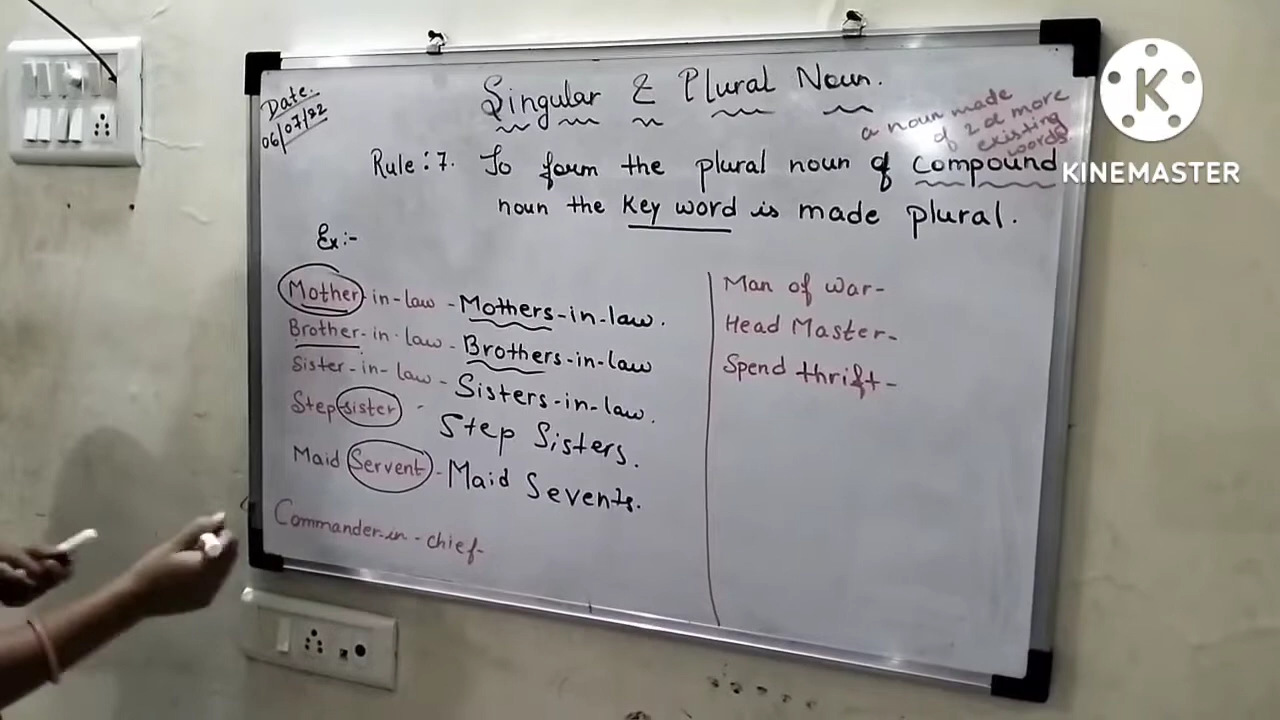 Date.
06/07/22
Singular & Plural Noun.
a noun made
of 2 or more
existing
words
Rule:7. To form the plural noun of Compound
noun the Key word is made plural.
Ex:-
Mother-in-law - Mothers-in-law.
Brother-in-law - Brothers-in-law
Sister-in-law - Sisters-in-law.
Stepsister - Step Sisters.
Maid Servent - Maid Sevents.
Commander-in-chief-
Man of war-
Head Master-
Spend thrift-
K
KINEMASTER